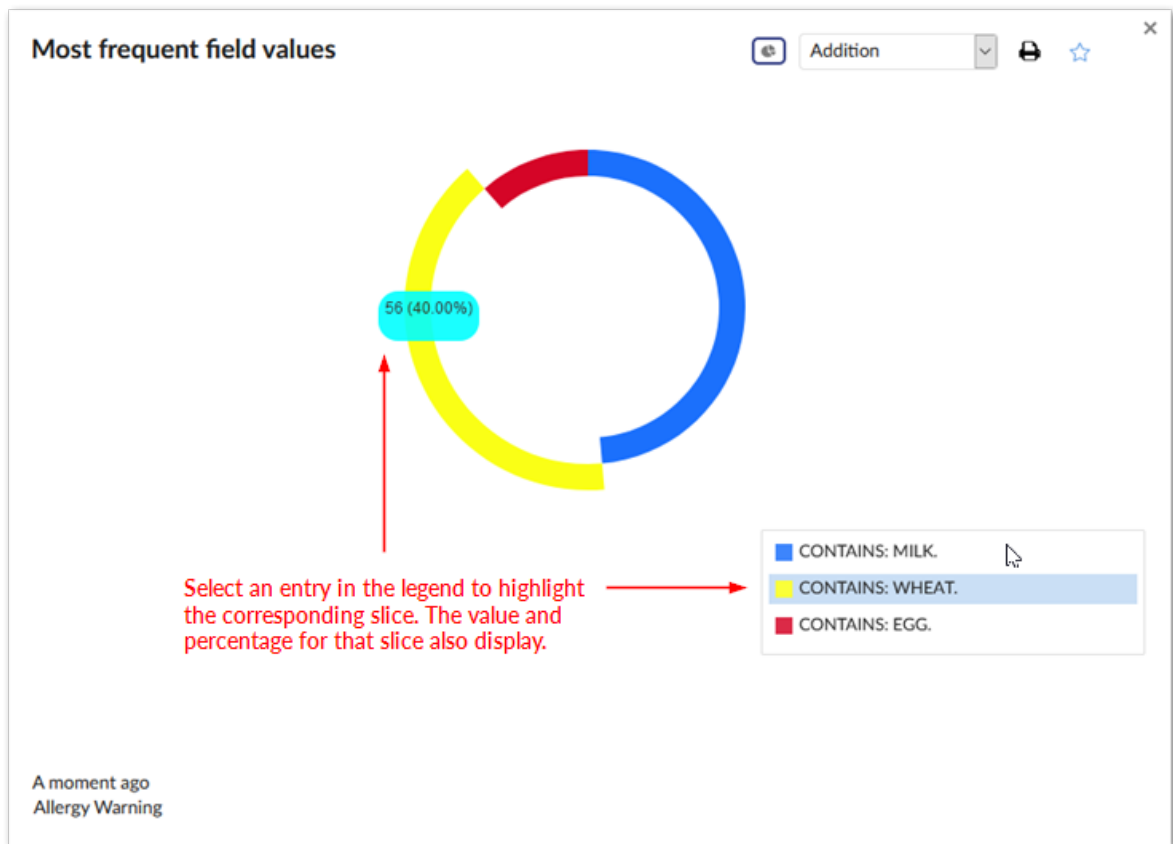 Most frequent field values
Addition
56 (40.00%)
CONTAINS: MILK.
CONTAINS: WHEAT.
CONTAINS: EGG.
Select an entry in the legend to highlight
the corresponding slice. The value and
percentage for that slice also display.
A moment ago
Allergy Warning